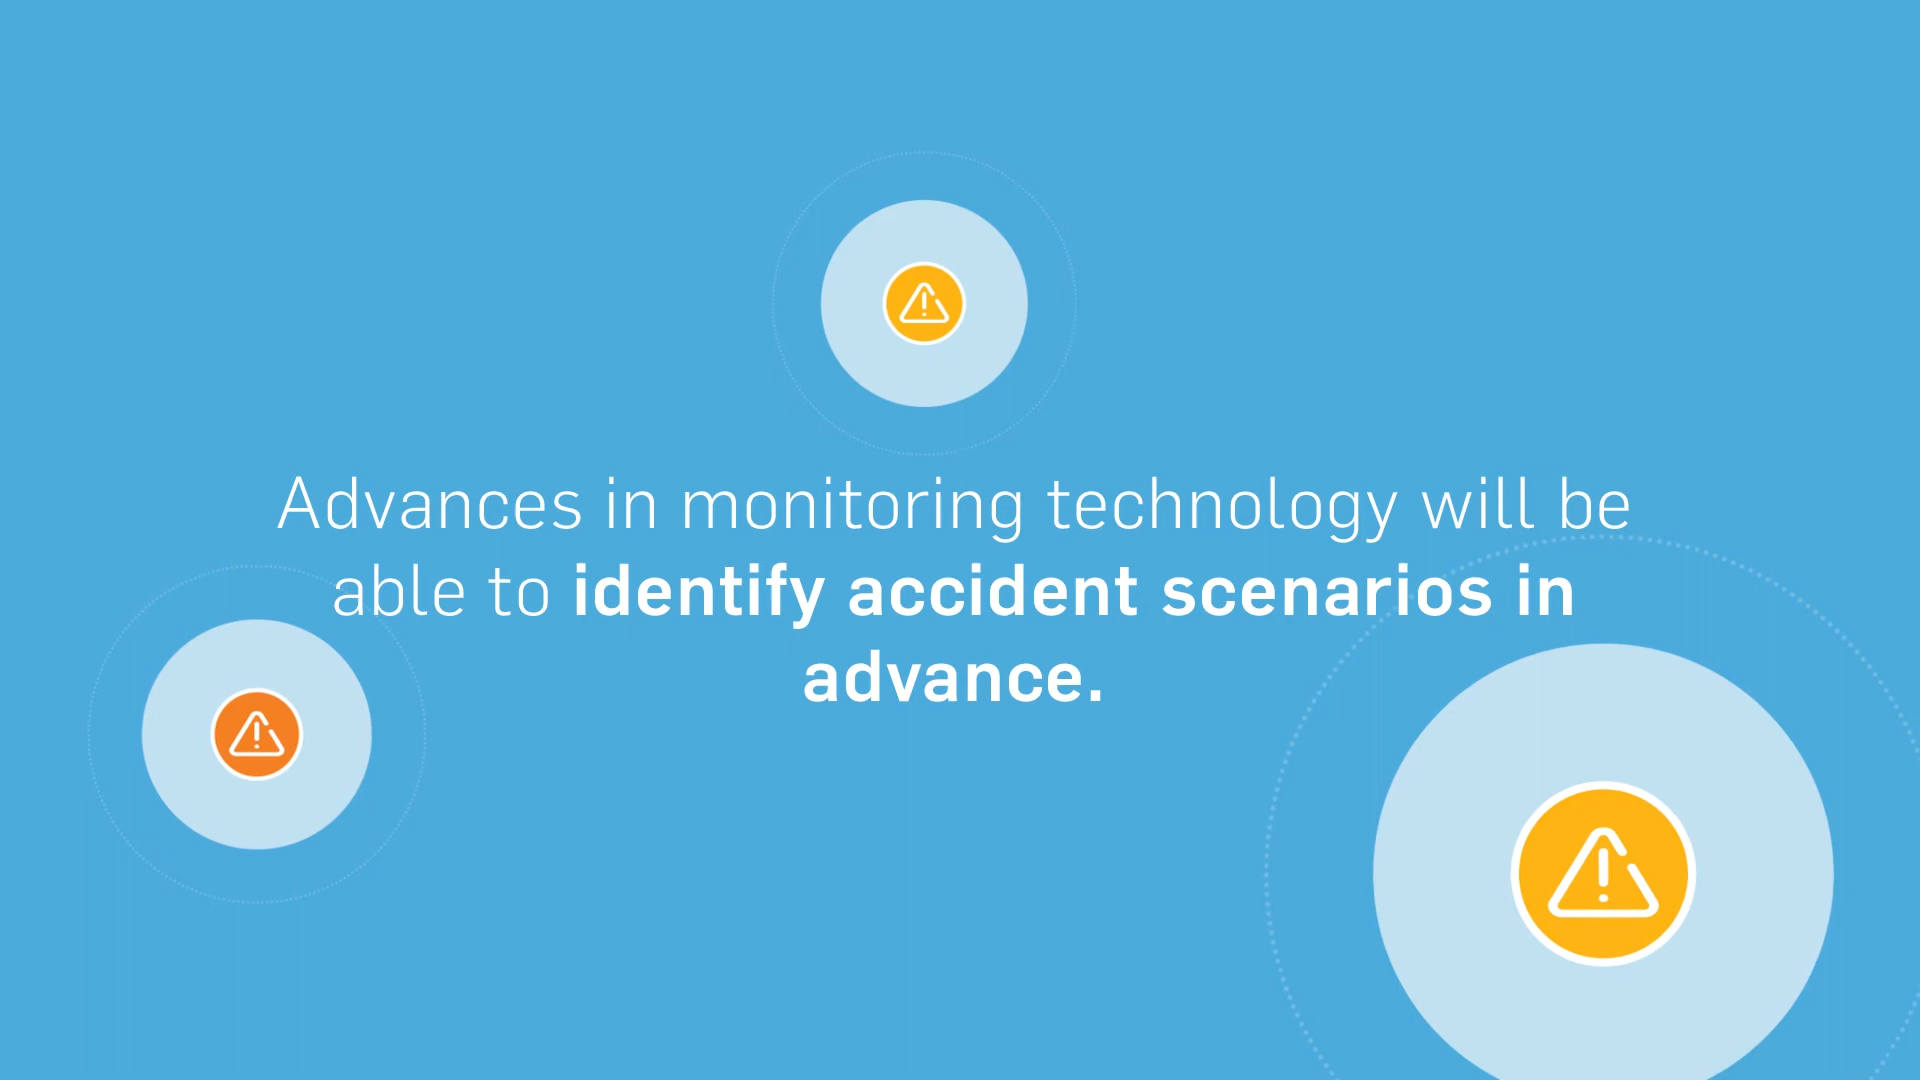 Advances in monitoring technology will be
able to identify accident scenarios in
advance.